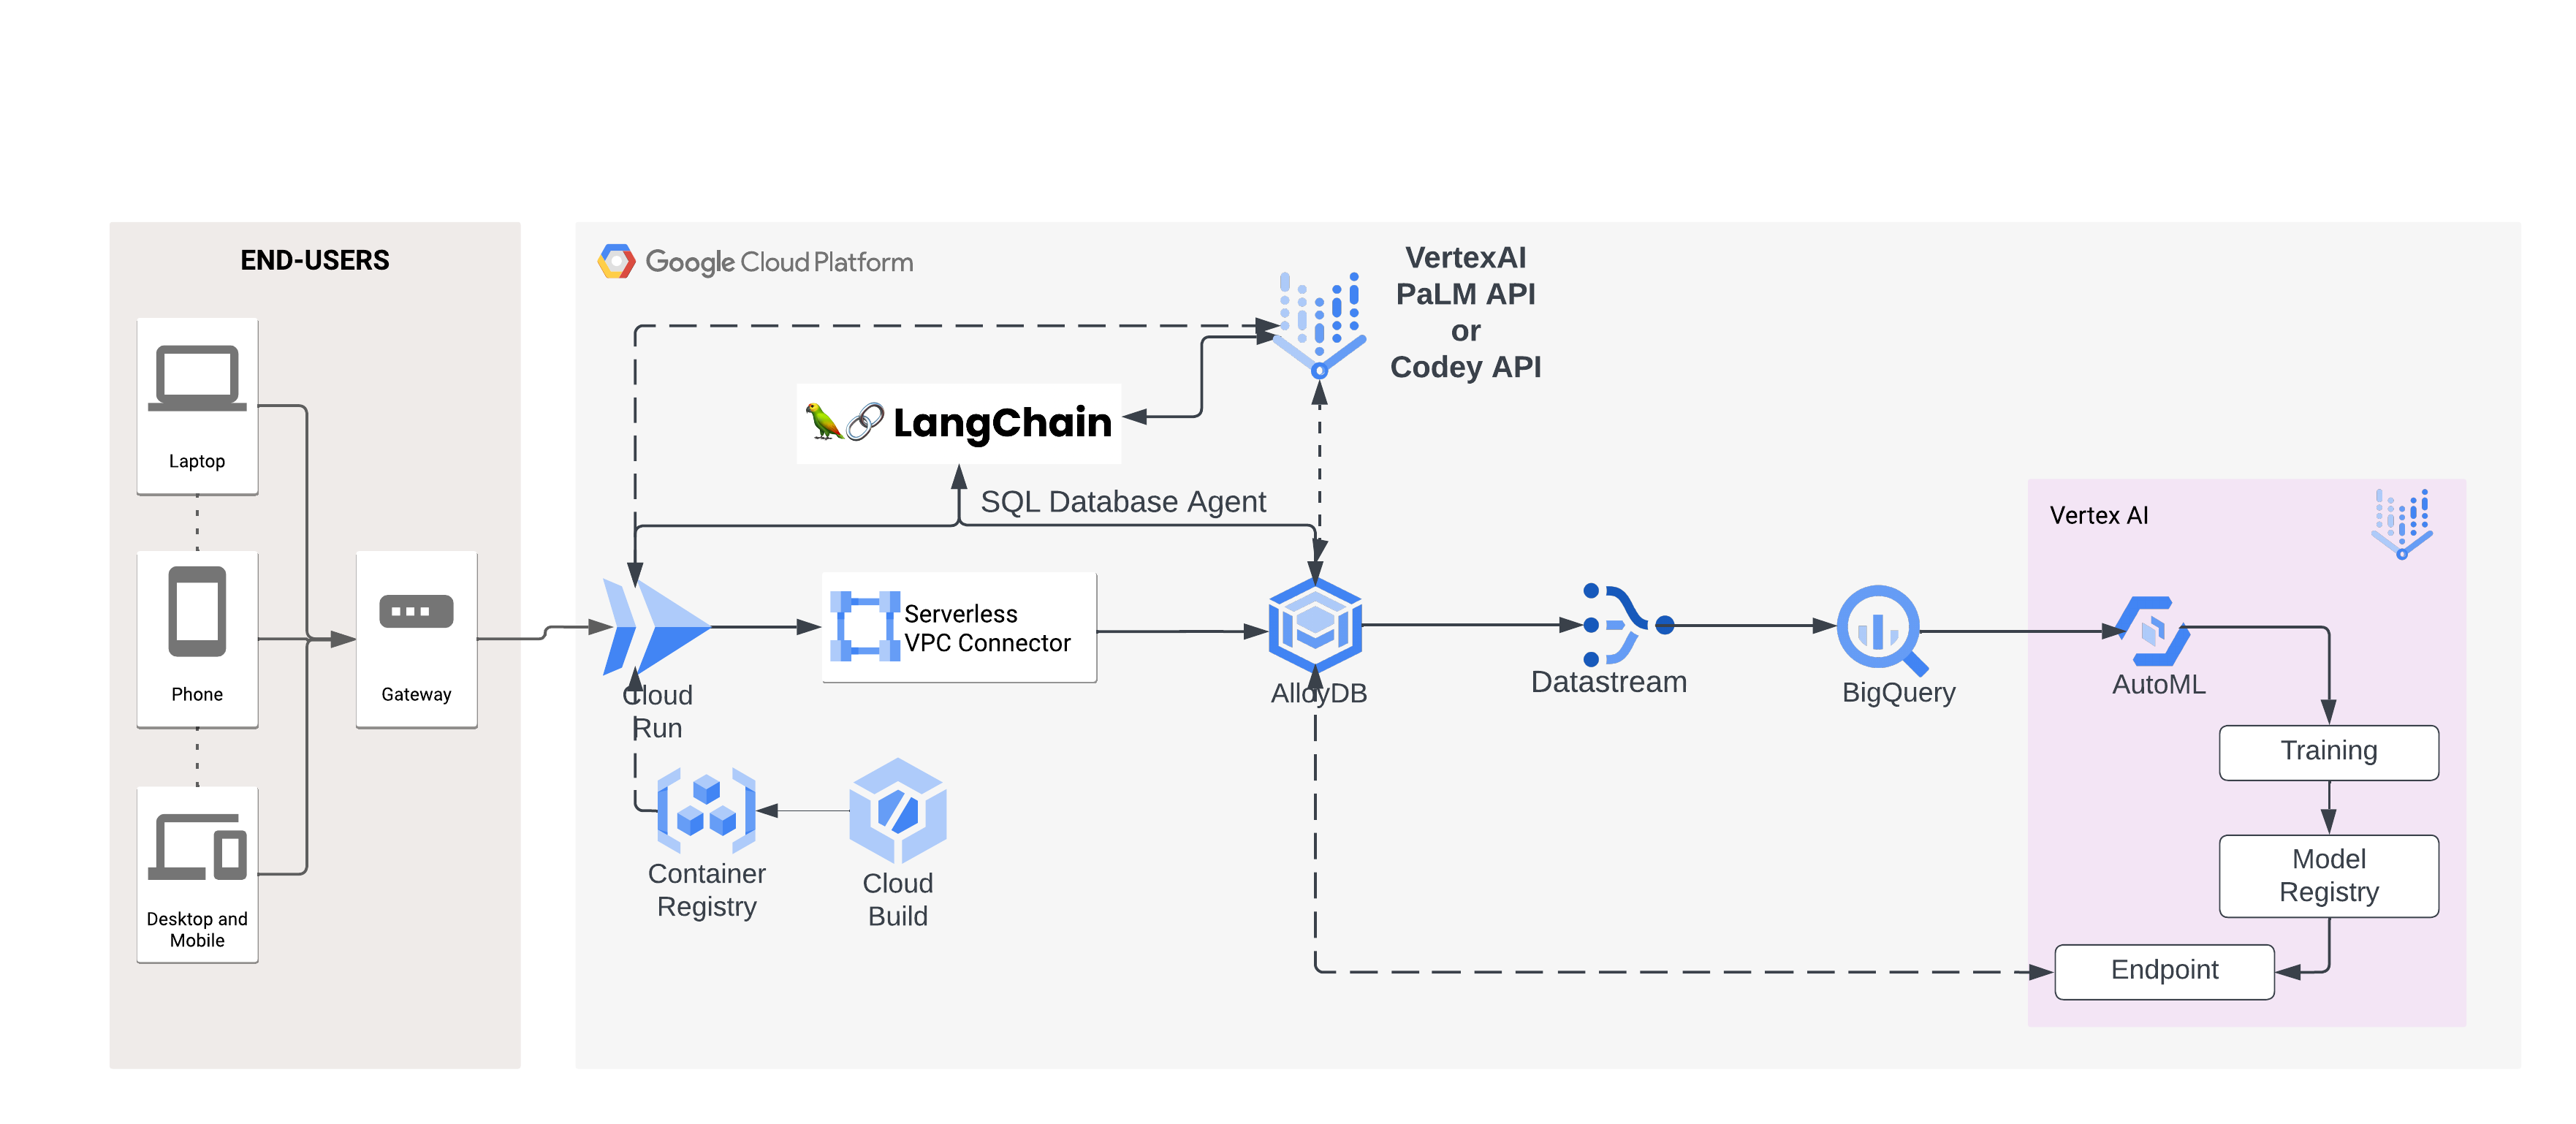 END-USERS
Laptop
Phone
Gateway
Desktop and
Mobile
Google Cloud Platform
VertexAI
PaLM API
or
Codey API
LangChain
SQL Database Agent
Serverless
VPC Connector
Cloud
Run
AlloyDB
Datastream
BigQuery
Container
Registry
Cloud
Build
Vertex AI
AutoML
Training
Model
Registry
Endpoint